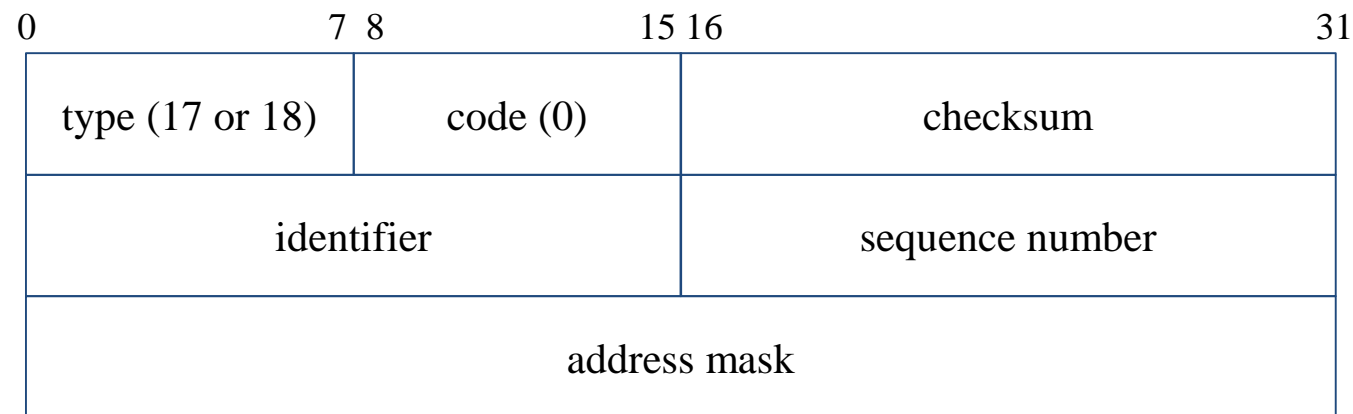 0 7 8 15 16 31
type (17 or 18) code (0) checksum
identifier sequence number
address mask